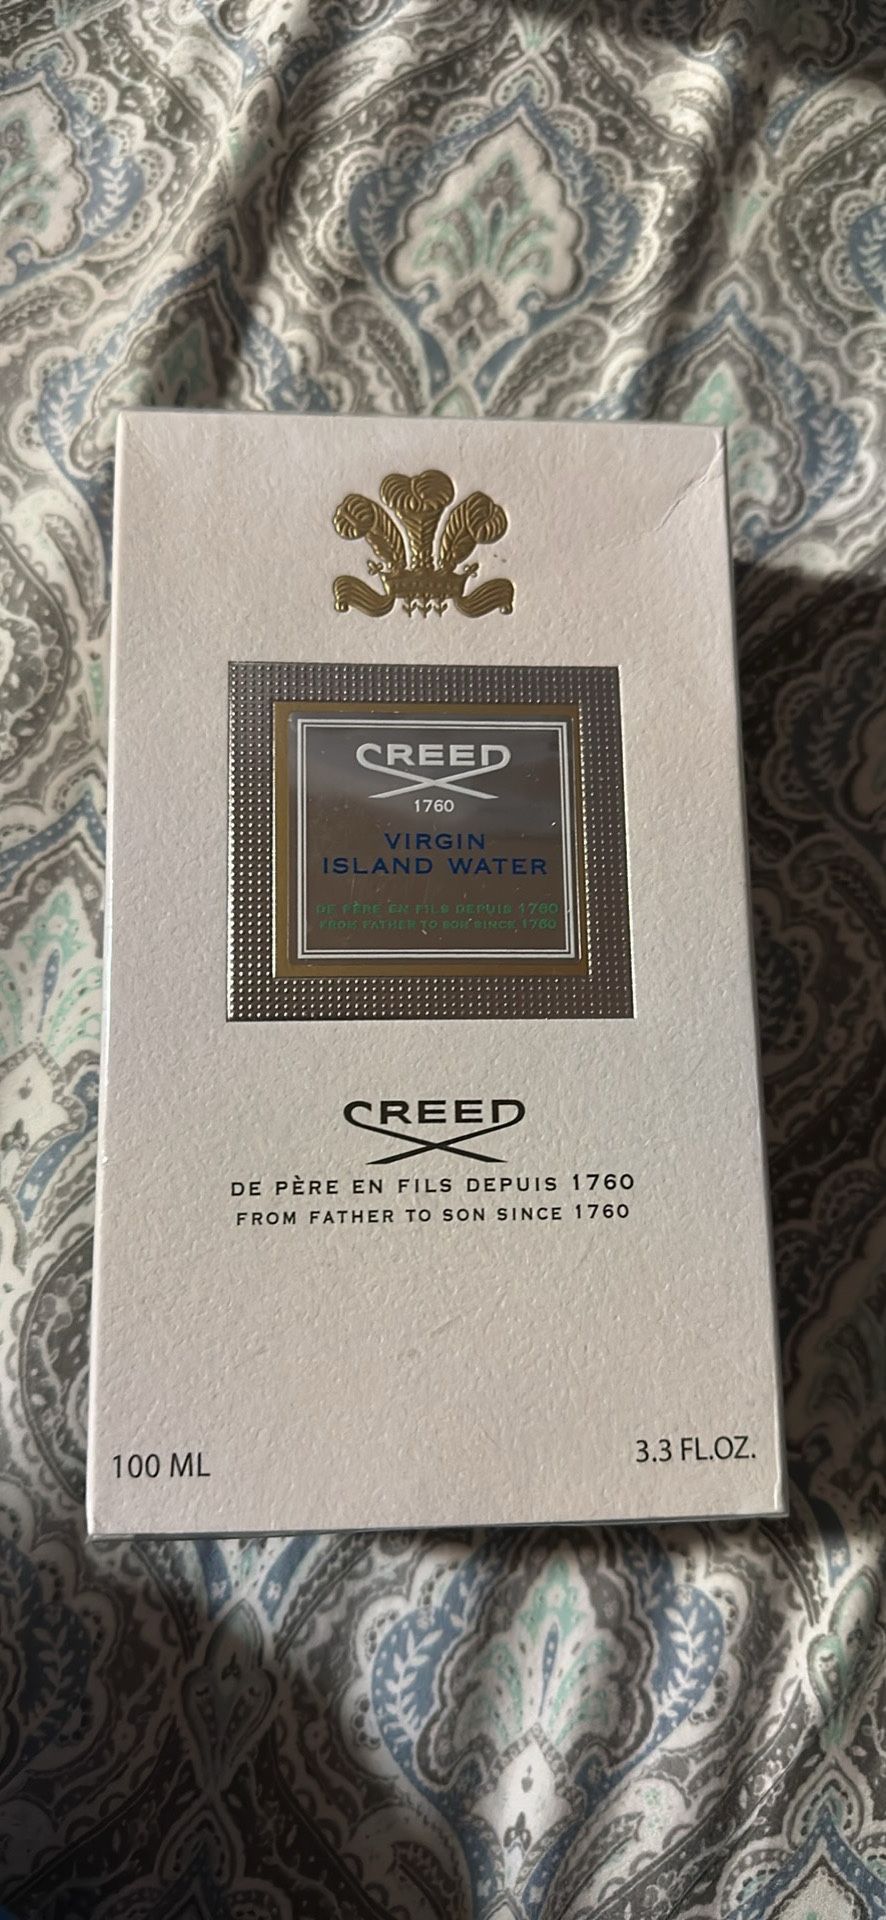 CREED
1760
VIRGIN
ISLAND WATER
DE PÈRE EN FILS DEPUIS 1760
FROM FATHER TO SON SINCE 1760
CREED
DE PÈRE EN FILS DEPUIS 1760
FROM FATHER TO SON SINCE 1760
100 ML
3.3 FL.OZ.